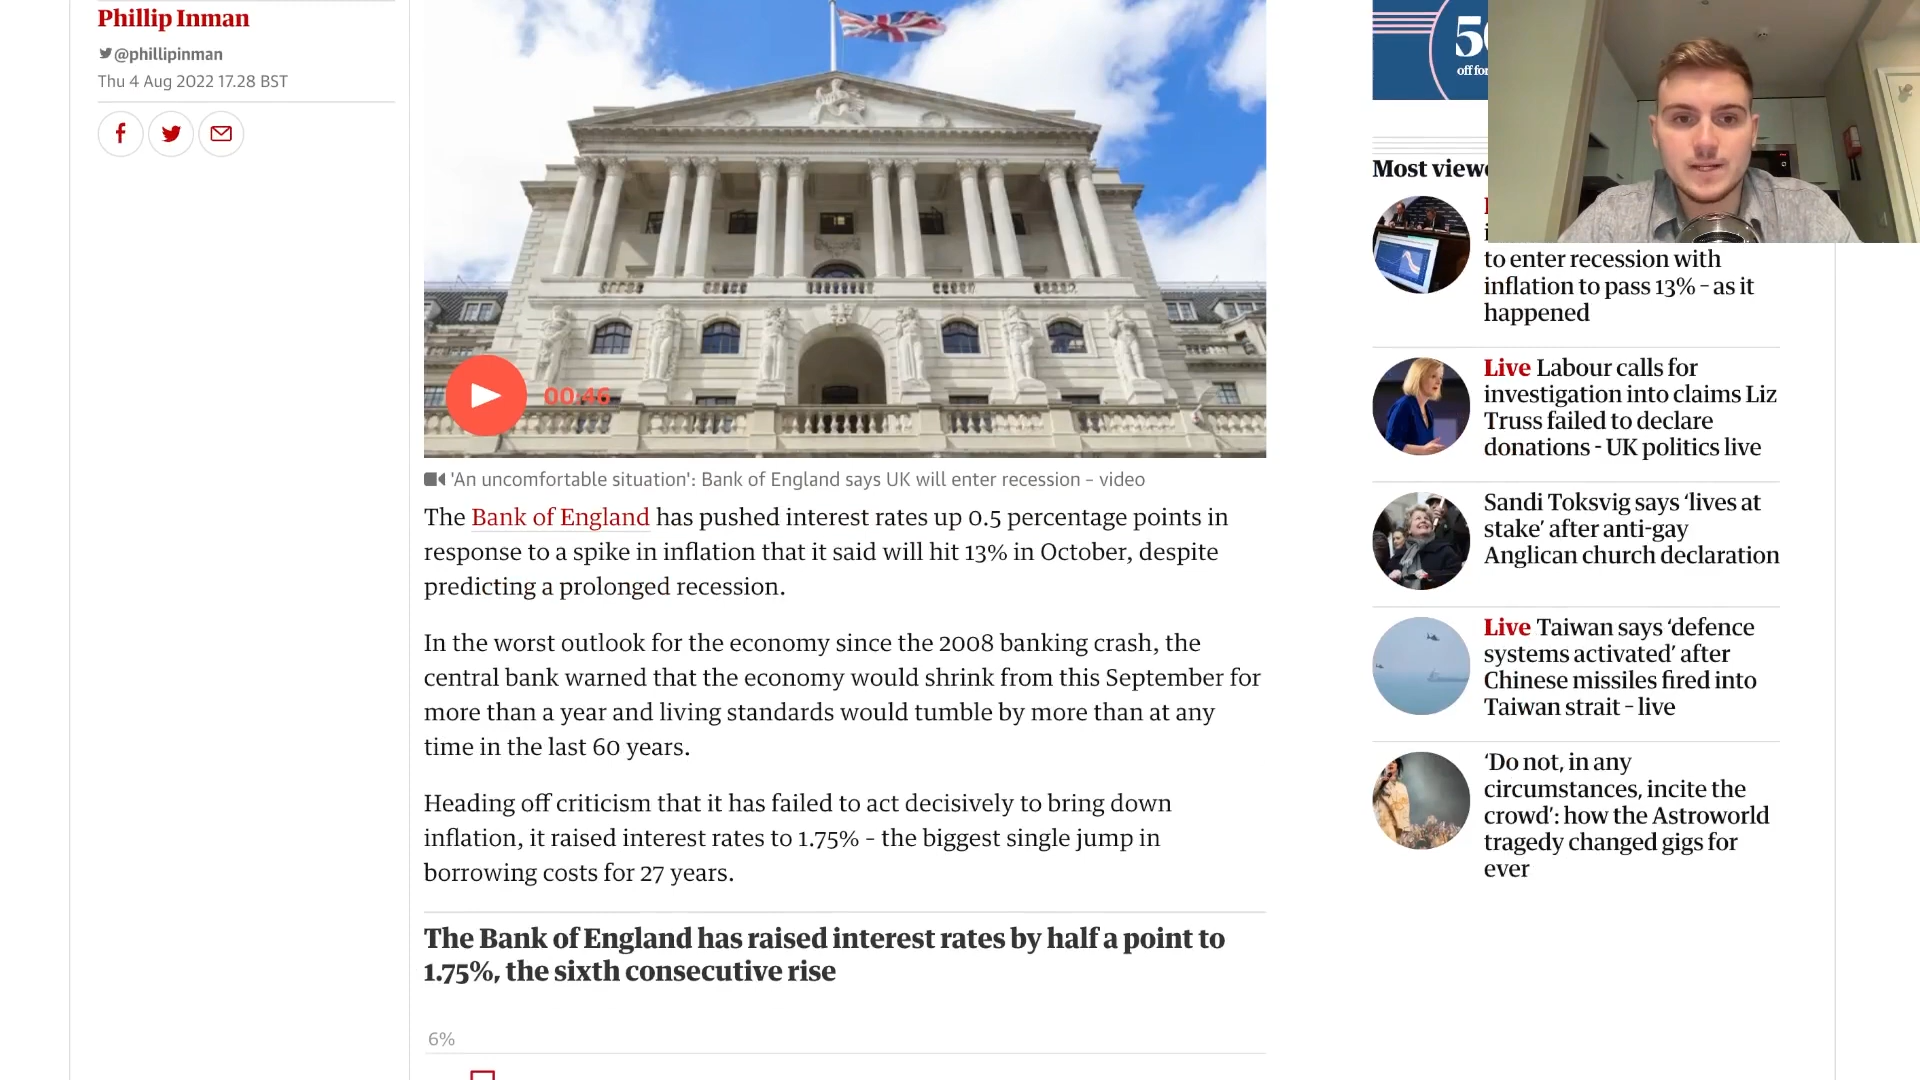 Phillip Inman
@phillipinman
Thu 4 Aug 2022 17.28 BST
00:46
'An uncomfortable situation': Bank of England says UK will enter recession – video
The Bank of England has pushed interest rates up 0.5 percentage points in
response to a spike in inflation that it said will hit 13% in October, despite
predicting a prolonged recession.
In the worst outlook for the economy since the 2008 banking crash, the
central bank warned that the economy would shrink from this September for
more than a year and living standards would tumble by more than at any
time in the last 60 years.
Heading off criticism that it has failed to act decisively to bring down
inflation, it raised interest rates to 1.75% – the biggest single jump in
borrowing costs for 27 years.
The Bank of England has raised interest rates by half a point to
1.75%, the sixth consecutive rise
6%
off for
Most
to enter recession with
inflation to pass 13% – as it
happened
Live Labour calls for
investigation into claims Liz
Truss failed to declare
donations - UK politics live
Sandi Toksvig says ‘lives at
stake’ after anti-gay
Anglican church declaration
Live Taiwan says ‘defence
systems activated’ after
Chinese missiles fired into
Taiwan strait – live
‘Do not, in any
circumstances, incite the
crowd’: how the Astroworld
tragedy changed gigs for
ever